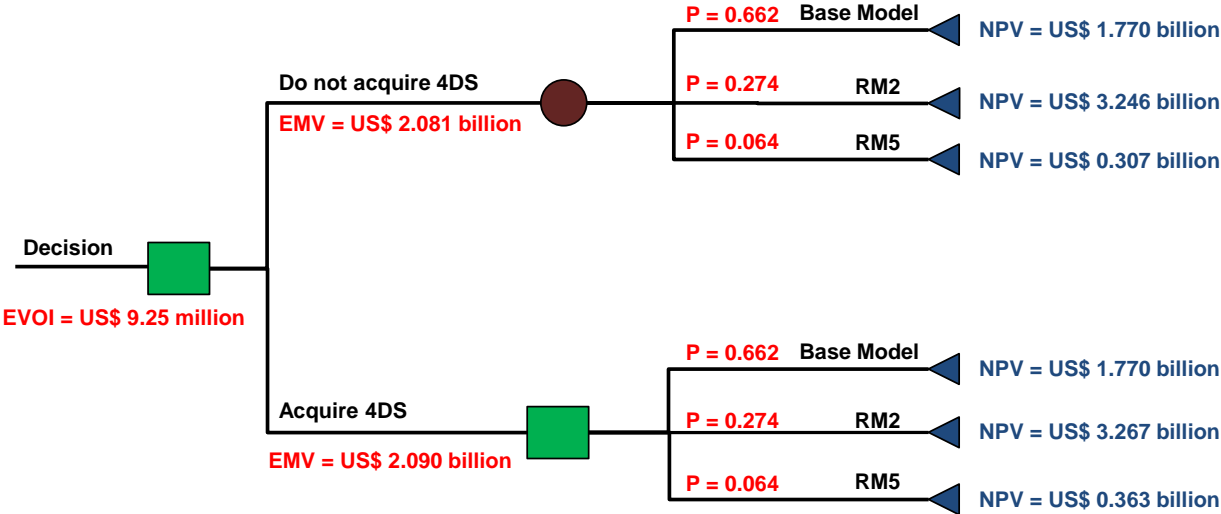 P = 0.662 Base Model
NPV = US$ 1.770 billion
Do not acquire 4DS
P = 0.274 RM2
NPV = US$ 3.246 billion
EMV = US$ 2.081 billion
P = 0.064 RM5
NPV = US$ 0.307 billion
Decision
EVOI = US$ 9.25 million
P = 0.662 Base Model
NPV = US$ 1.770 billion
Acquire 4DS
P = 0.274 RM2
NPV = US$ 3.267 billion
EMV = US$ 2.090 billion
P = 0.064 RM5
NPV = US$ 0.363 billion